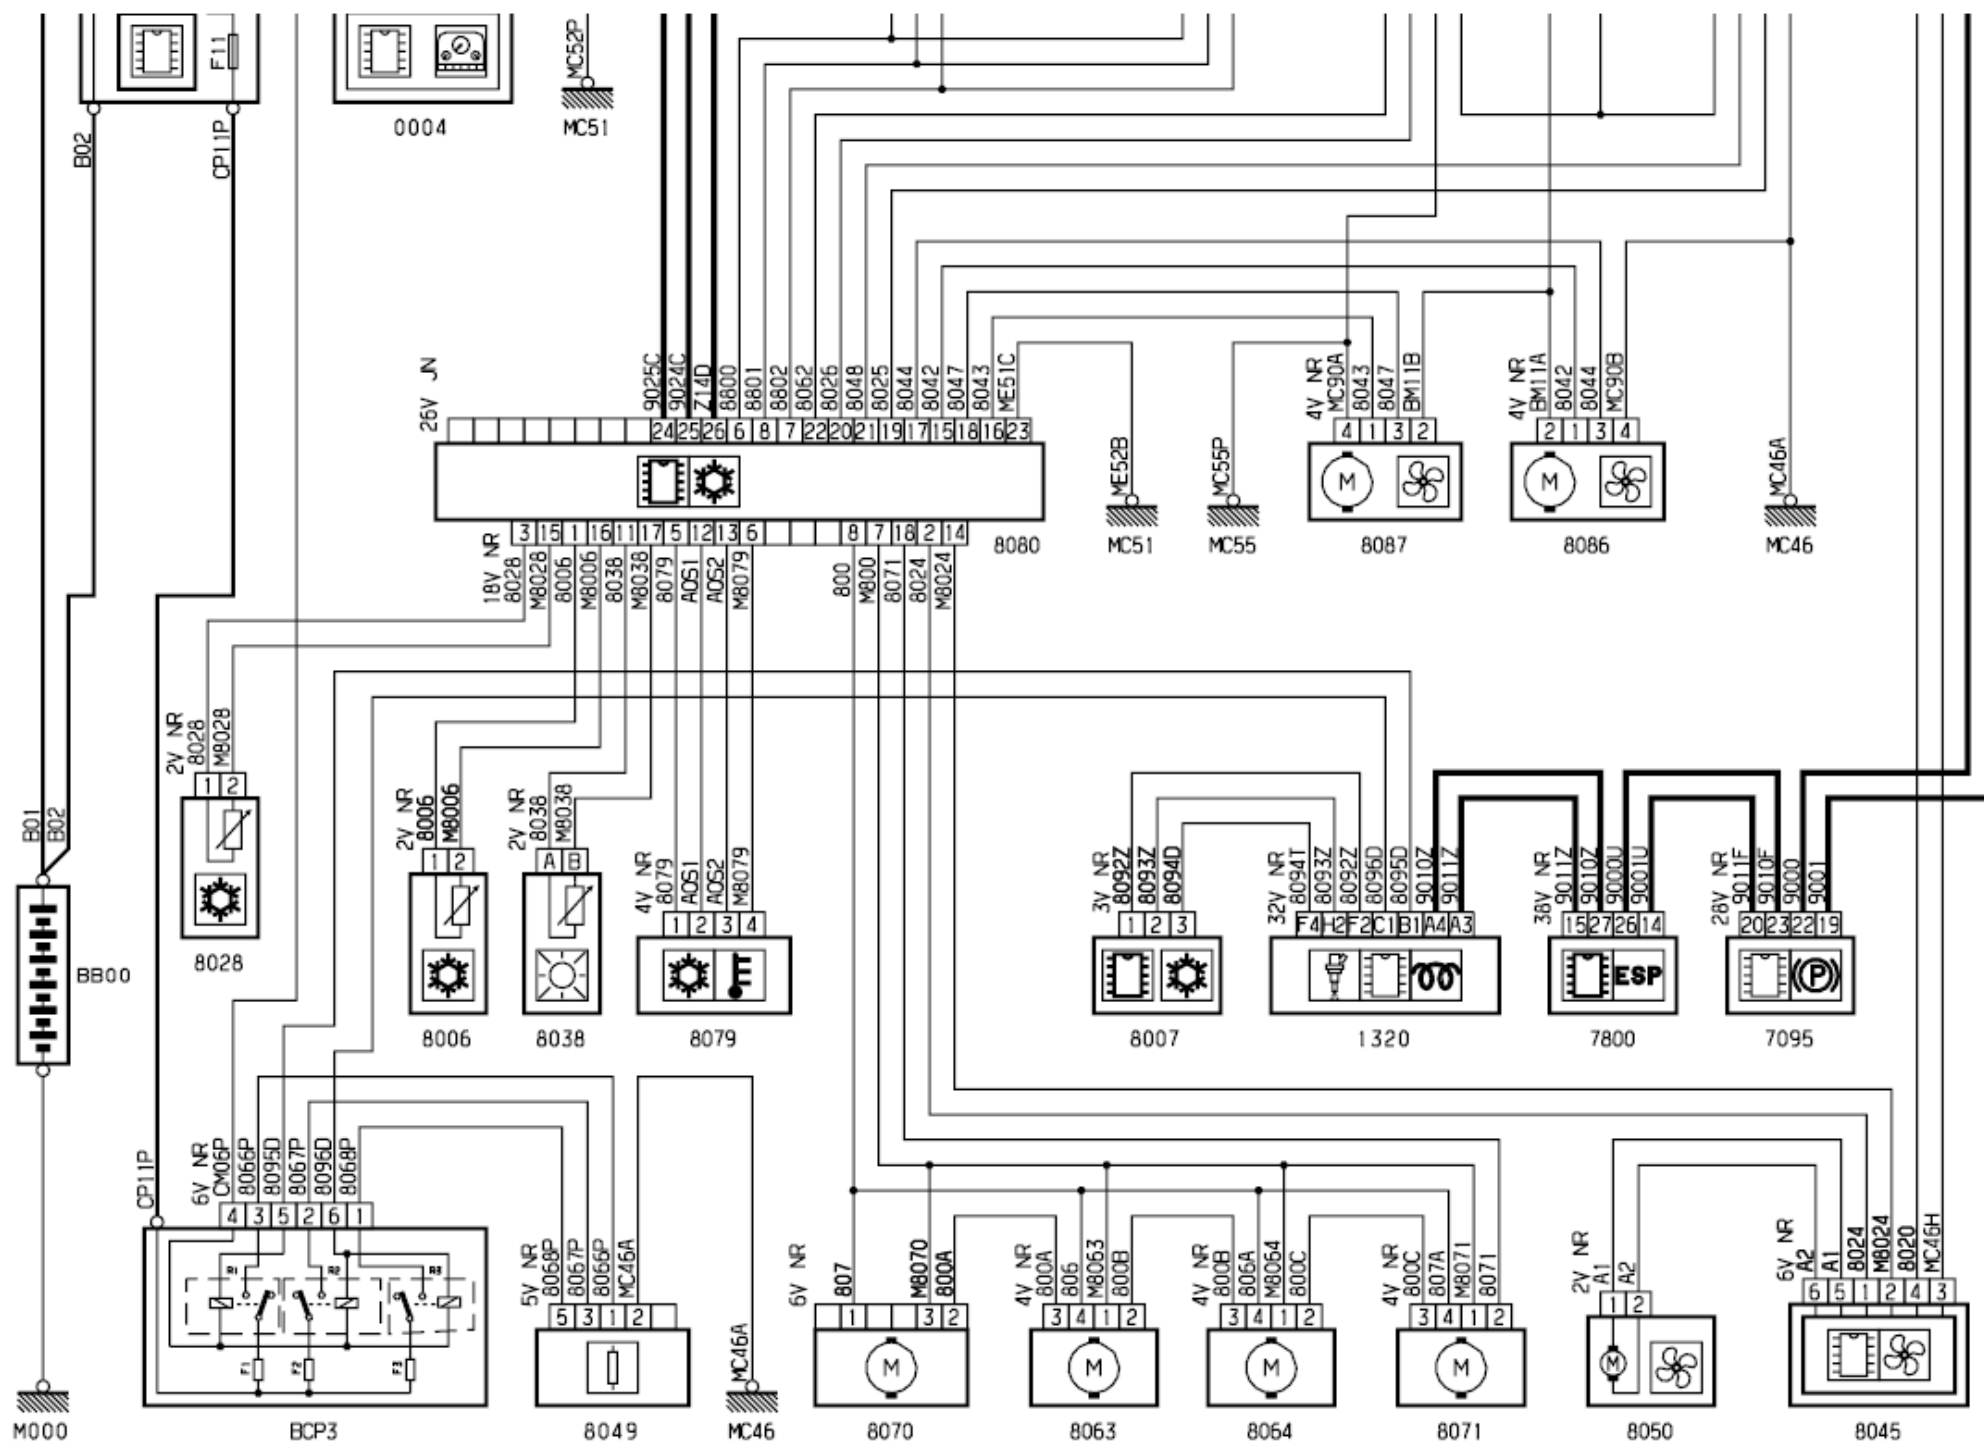 F11
MC52P
0004
MC51
B02
CP11P
26V JN
9025C
9024C
Z14D
8800
8801
8802
8062
8026
8048
8025
8044
8042
8047
8043
ME51C
24 25 26 6 8 7 22 20 21 19 17 15 18 16 23
4V NR
MC90A
8043
8047
BM11B
4 1 3 2
M
8087
4V NR
BM11A
8042
8044
MC90B
2 1 3 4
M
8086
ME52B
MC51
MC55P
MC55
MC46A
MC46
3 15 1 16 11 17 5 12 13 6 8 7 18 2 14
8080
18V NR
8028
M8028
8006
M8006
8038
M8038
8079
AOS1
AOS2
M8079
800
M800
8071
8024
M8024
2V NR
8028
M8028
1 2
8028
B01
B02
BB00
M000
2V NR
8006
M8006
1 2
8006
2V NR
8038
M8038
A B
8038
4V NR
8079
AOS1
AOS2
M8079
1 2 3 4
8079
3V NR
8092Z
8093Z
8094D
1 2 3
8007
32V NR
8094T
8093Z
8092Z
8096D
8095D
9010Z
9011Z
F4 H2 F2 C1 B1 A4 A3
1320
38V NR
9011Z
9010Z
9000U
9001U
15 27 26 14
ESP
7800
28V NR
9011F
9010F
9000
9001
20 23 22 19
P
7095
CP11P
6V NR
CM06P
8066P
8095D
8067P
8096D
8068P
4 3 5 2 6 1
R1 R2 R3
F1 F2 F3
BCP3
5V NR
8068P
8067P
8066P
MC46A
5 3 1 2
8049
MC46A
MC46
6V NR
807
M8070
800A
1 3 2
M
8070
4V NR
800A
806
M8063
800B
3 4 1 2
M
8063
4V NR
800B
806A
M8064
800C
3 4 1 2
M
8064
4V NR
800C
807A
M8071
8071
3 4 1 2
M
8071
2V NR
A1
A2
1 2
M
8050
6V NR
A2
A1
8024
M8024
8020
MC46H
6 5 1 2 4 3
8045